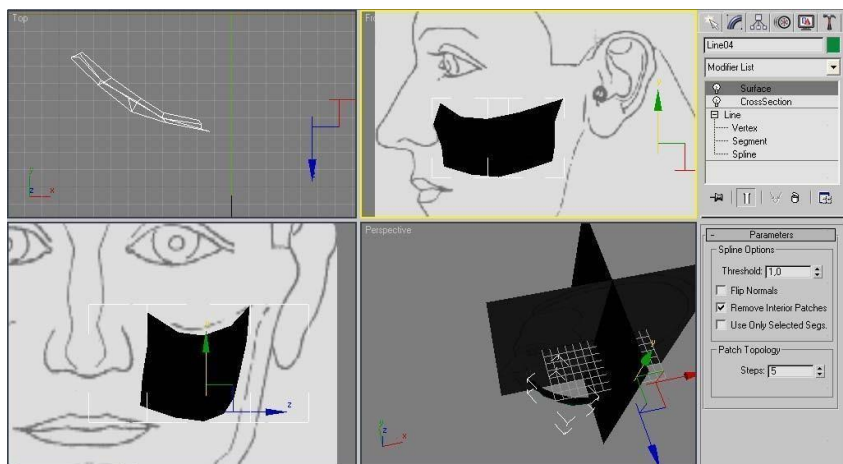 Top
Line04
Modifier List
Surface
CrossSection
Line
Vertex
Segment
Spline
Perspective
Parameters
Spline Options
Threshold: 1,0
Flip Normals
Remove Interior Patches
Use Only Selected Segs.
Patch Topology
Steps: 5
y
z x
z
y
z x